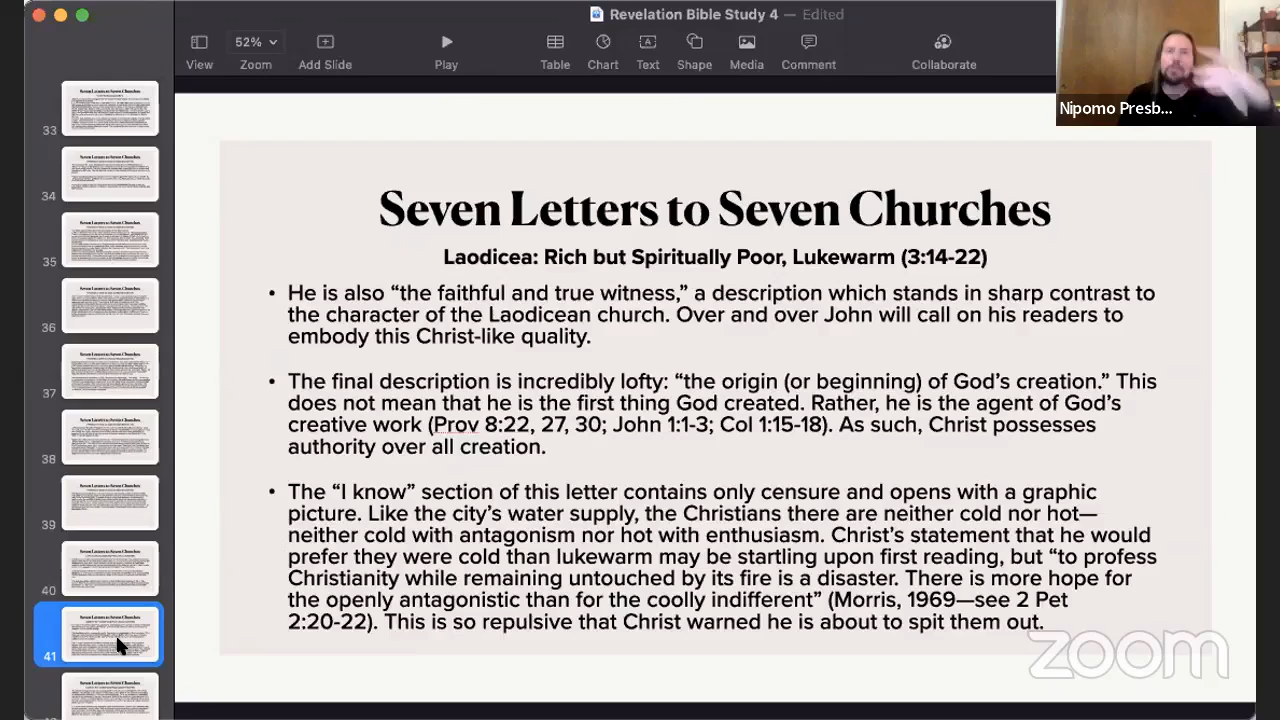 Revelation Bible Study 4 — Edited
52%
View
Zoom
Add Slide
Play
Table
Chart
Text
Shape
Media
Comment
Collaborate
Nipomo Presb...
33
34
35
36
37
38
39
40
41
Seven Letters to Seven Churches
Laodicea: Rich but Spiritually Poor, Lukewarm (3:14-22)
• He is also “the faithful and true witness,” a description which stands in sharp contrast to
the character of the Laodicean church. Over and over John will call on his readers to
embody this Christ-like quality.
• The final description is incredibly lofty: “the origin (or beginning) of God’s creation.” This
does not mean that he is the first thing God created. Rather, he is the agent of God’s
creative work (Prov 8:22, 27, 30; John 1:1-3; Col 1:15-18). As such, Christ possesses
authority over all creation.
• The “I know” section of this letter contains only censure and opens with a graphic
picture. Like the city’s water supply, the Christians there are neither cold nor hot—
neither cold with antagonism nor hot with enthusiasm. Christ’s statement that he would
prefer they were cold than lukewarm may be startling upon first reading, but “to profess
Christianity while remaining untouched by its fire is a disaster. There is more hope for
the openly antagonistic than for the coolly indifferent” (Morris, 1969—see 2 Pet
2:20-22). This is so repulsive that Christ warned he is about to spit them out.
zoom